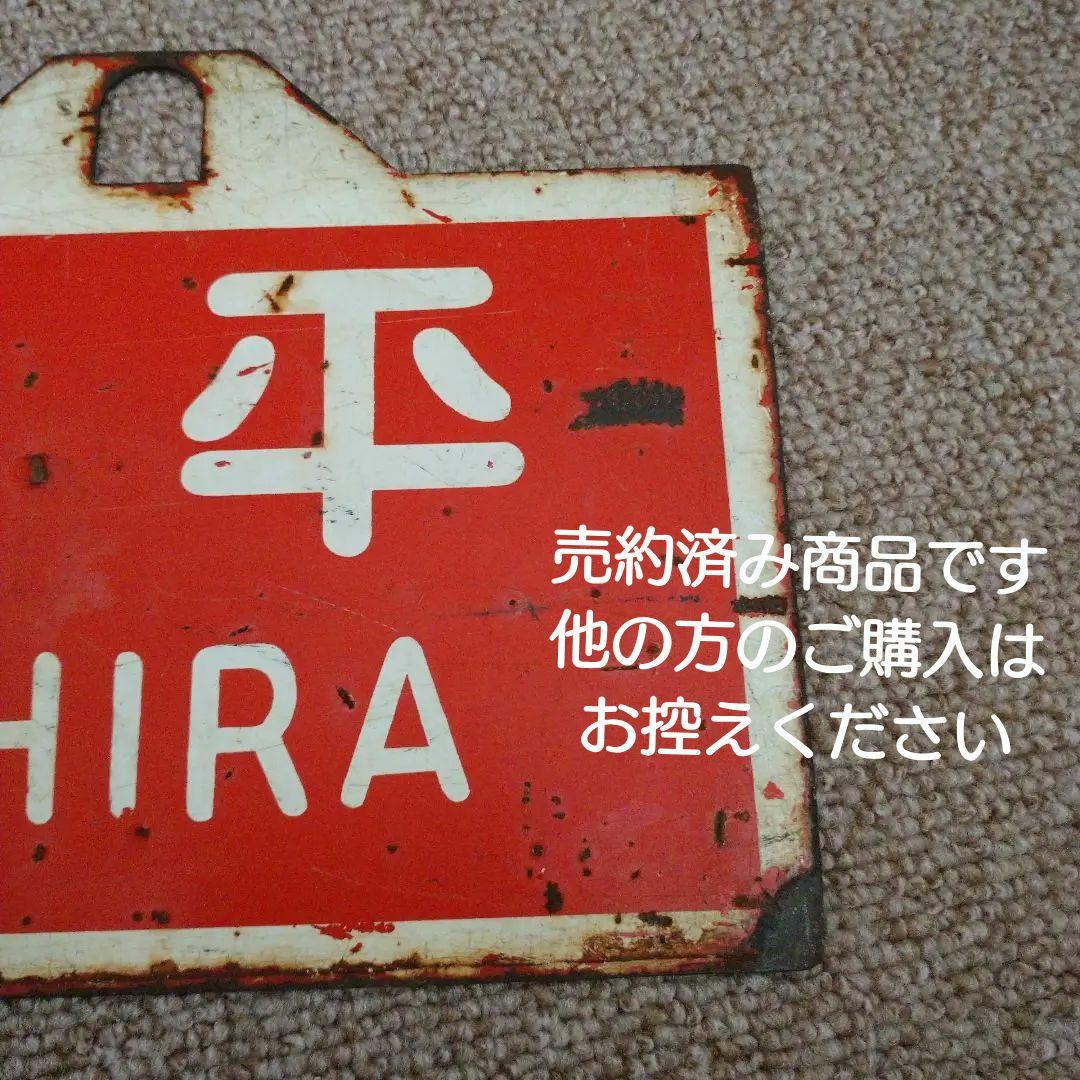 平
HIRA
売約済み商品です
他の方のご購入は
お控えください